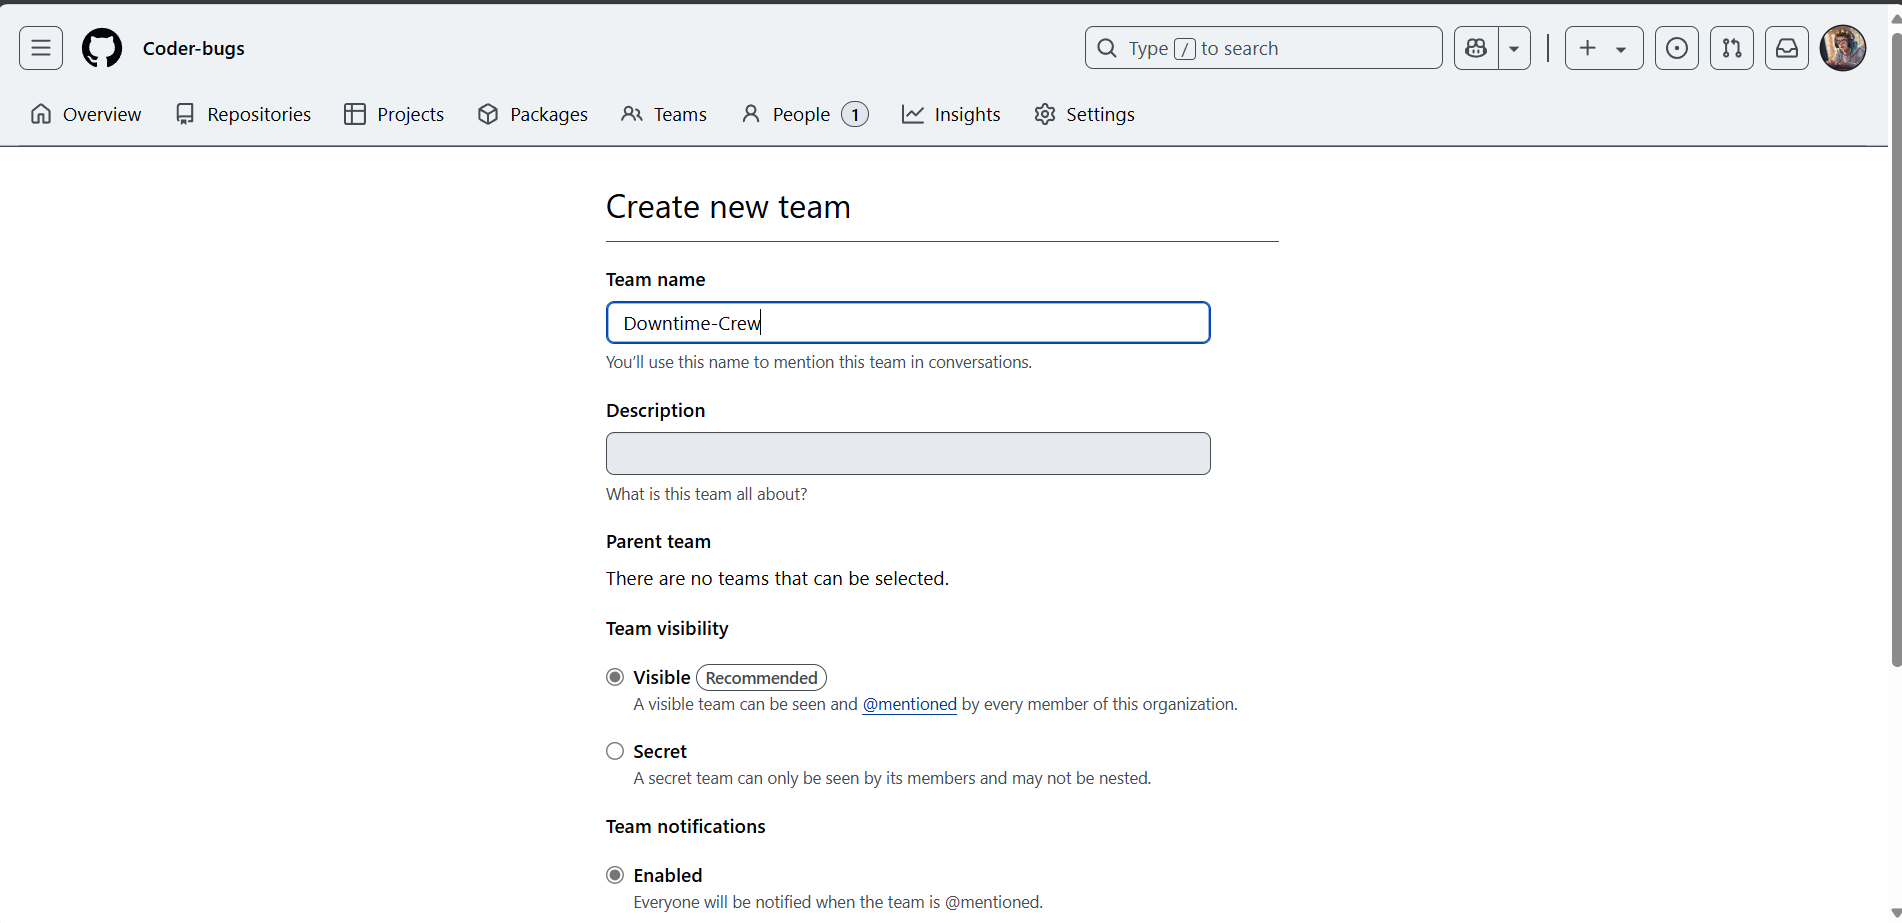 Coder-bugs
Type / to search
Overview
Repositories
Projects
Packages
Teams
People 1
Insights
Settings
Create new team
Team name
Downtime-Crew
You’ll use this name to mention this team in conversations.
Description
What is this team all about?
Parent team
There are no teams that can be selected.
Team visibility
Visible Recommended
A visible team can be seen and @mentioned by every member of this organization.
Secret
A secret team can only be seen by its members and may not be nested.
Team notifications
Enabled
Everyone will be notified when the team is @mentioned.